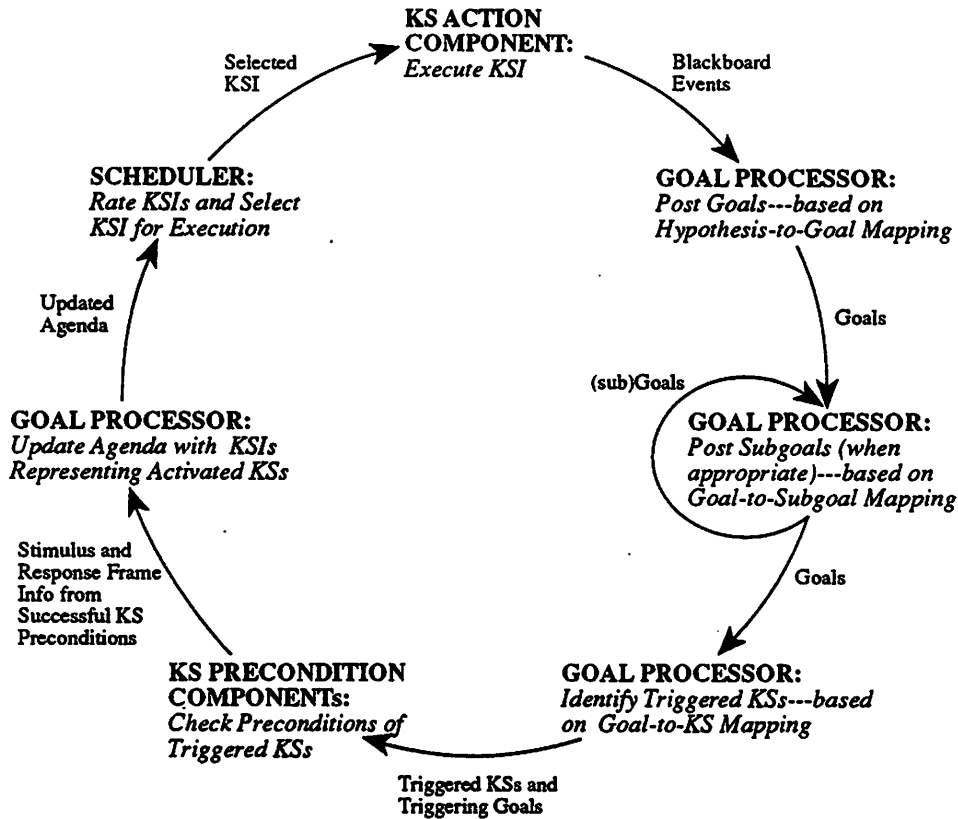 KS ACTION
COMPONENT:
Execute KSI
Selected
KSI
Blackboard
Events
SCHEDULER:
Rate KSIs and Select
KSI for Execution
GOAL PROCESSOR:
Post Goals---based on
Hypothesis-to-Goal Mapping
Updated
Agenda
Goals
(sub)Goals
GOAL PROCESSOR:
Update Agenda with KSIs
Representing Activated KSs
GOAL PROCESSOR:
Post Subgoals (when
appropriate)---based on
Goal-to-Subgoal Mapping
Stimulus and
Response Frame
Info from
Successful KS
Preconditions
Goals
KS PRECONDITION
COMPONENTs:
Check Preconditions of
Triggered KSs
GOAL PROCESSOR:
Identify Triggered KSs---based
on Goal-to-KS Mapping
Triggered KSs and
Triggering Goals